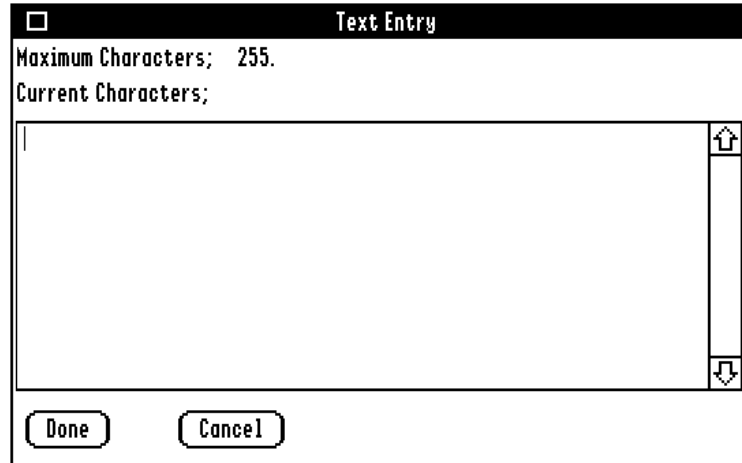 Text Entry
Maximum Characters; 255.
Current Characters;
Done Cancel